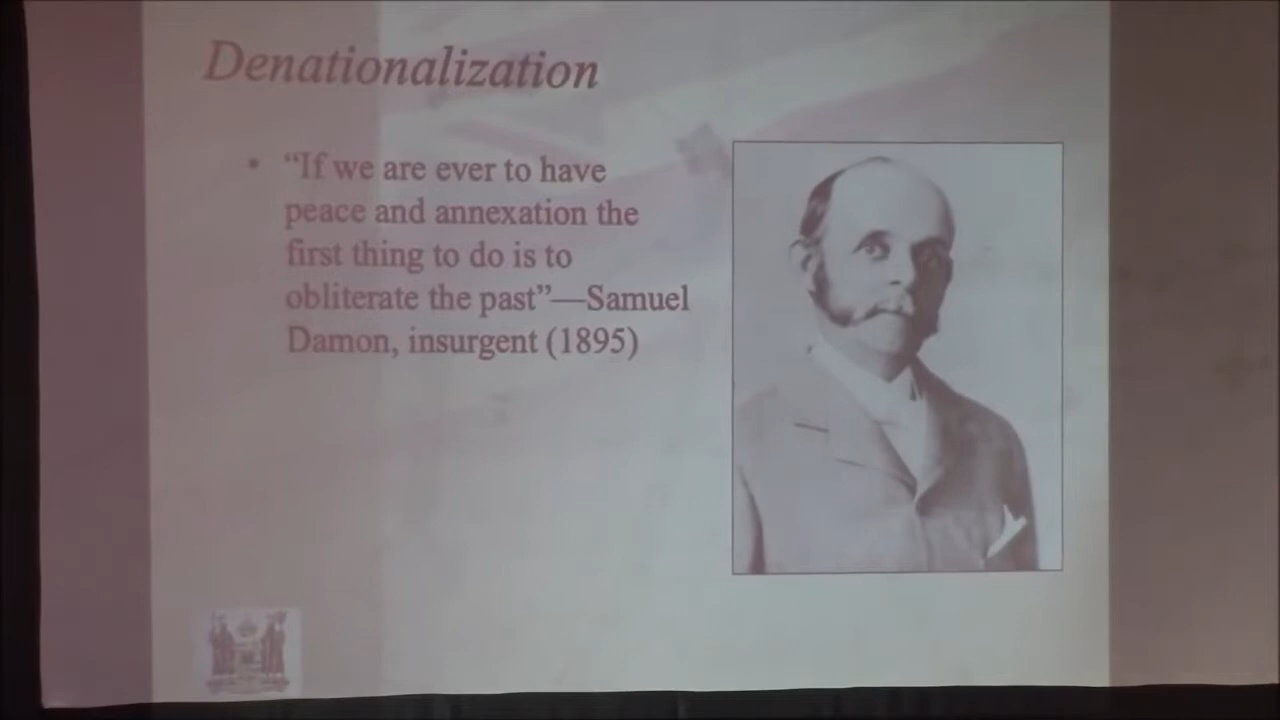 Denationalization
• “If we are ever to have
peace and annexation the
first thing to do is to
obliterate the past”—Samuel
Damon, insurgent (1895)